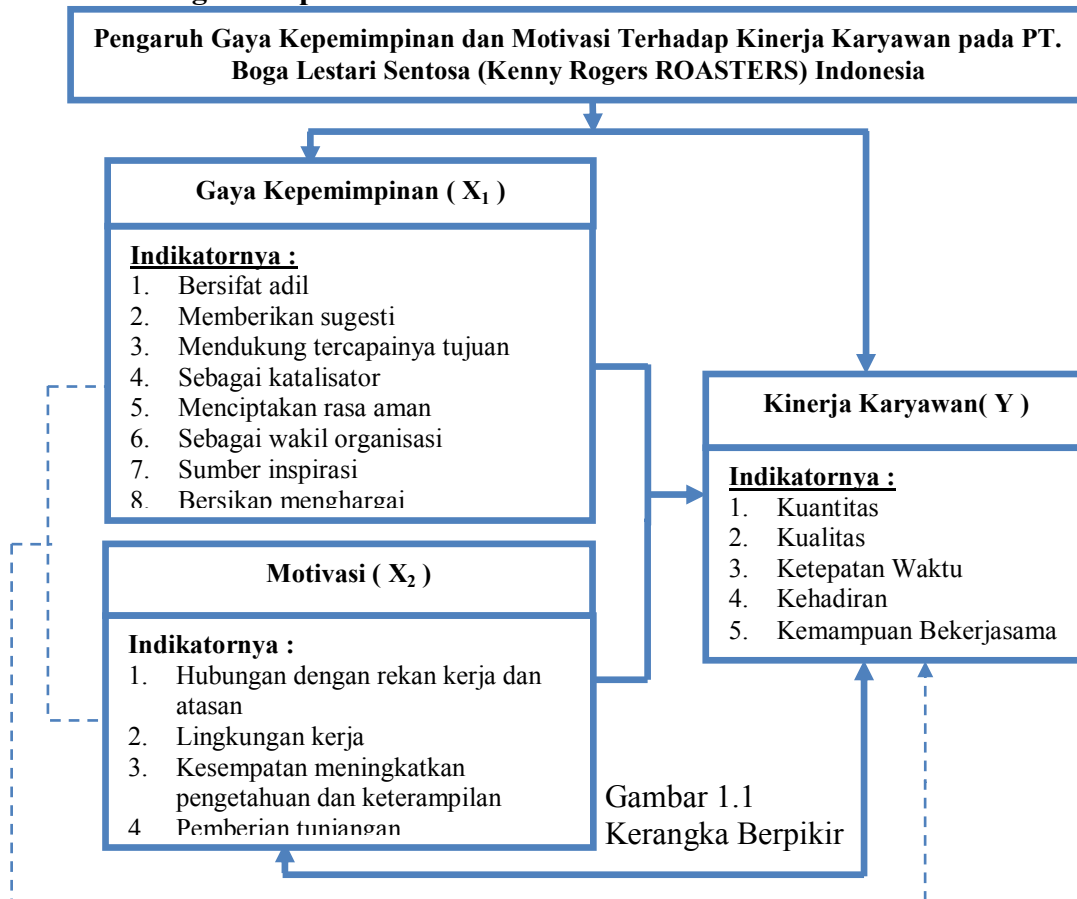 Pengaruh Gaya Kepemimpinan dan Motivasi Terhadap Kinerja Karyawan pada PT.
Boga Lestari Sentosa (Kenny Rogers ROASTERS) Indonesia
Gaya Kepemimpinan ( X₁ )
Indikatornya :
1. Bersifat adil
2. Memberikan sugesti
3. Mendukung tercapainya tujuan
4. Sebagai katalisator
5. Menciptakan rasa aman
6. Sebagai wakil organisasi
7. Sumber inspirasi
8. Bersikap menghargai
Motivasi ( X₂ )
Indikatornya :
1. Hubungan dengan rekan kerja dan
atasan
2. Lingkungan kerja
3. Kesempatan meningkatkan
pengetahuan dan keterampilan
4 Pemberian tunjangan
Kinerja Karyawan( Y )
Indikatornya :
1. Kuantitas
2. Kualitas
3. Ketepatan Waktu
4. Kehadiran
5. Kemampuan Bekerjasama
Gambar 1.1
Kerangka Berpikir